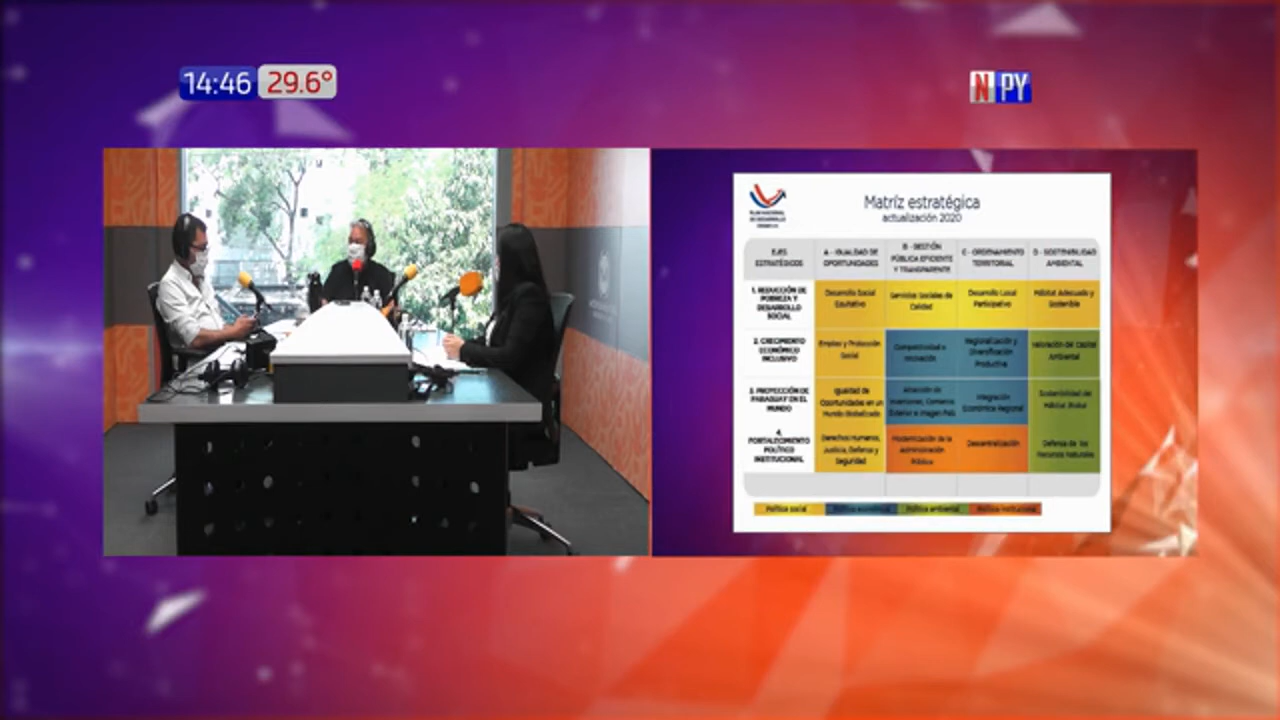 14:46 29.6°
N PY
PLAN NACIONAL
DE DESARROLLO
Matríz estratégica
actualización 2020
EJES
ESTRATÉGICOS
A - IGUALDAD DE
OPORTUNIDADES
B - GESTIÓN
PÚBLICA EFICIENTE
Y TRANSPARENTE
C - ORDENAMIENTO
TERRITORIAL
D - SOSTENIBILIDAD
AMBIENTAL
1. REDUCCIÓN DE
POBREZA Y
DESARROLLO
SOCIAL
Desarrollo Social
Equitativo
Servicios Sociales de
Calidad
Desarrollo Local
Participativo
Hábitat Adecuado y
Sostenible
2. CRECIMIENTO
ECONÓMICO
INCLUSIVO
Empleo y Protección
Social
Competitividad e
Innovación
Regionalización y
Diversificación
Productiva
Valoración del Capital
Ambiental
3. PROYECCIÓN DE
PARAGUAY EN EL
MUNDO
Igualdad de
Oportunidades en un
Mundo Globalizado
Atracción de
Inversiones, Comercio
Exterior e Imagen País
Integración
Económica Regional
Sostenibilidad del
Hábitat Global
4.
FORTALECIMIENTO
POLÍTICO
INSTITUCIONAL
Derechos Humanos,
Justicia, Defensa y
Seguridad
Modernización de la
Administración
Pública
Descentralización
Defensa de los
Recursos Naturales
Política social
Política económica
Política ambiental
Política institucional